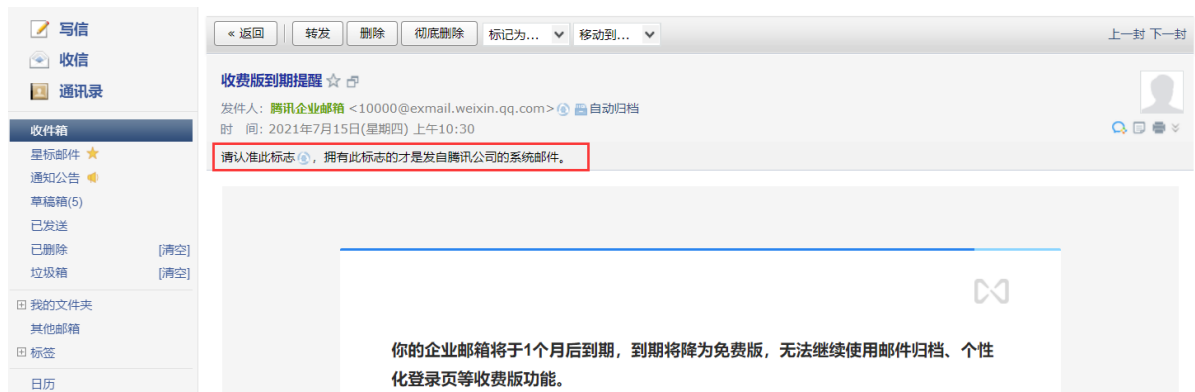 写信
收信
通讯录
收件箱
星标邮件
通知公告
草稿箱(5)
已发送
已删除 [清空]
垃圾箱 [清空]
我的文件夹
其他邮箱
标签
日历
« 返回 转发 删除 彻底删除 标记为... 移动到... 上一封 下一封
收费版到期提醒
发件人：腾讯企业邮箱 <10000@exmail.weixin.qq.com> 自动归档
时 间：2021年7月15日(星期四) 上午10:30
请认准此标志，拥有此标志的才是发自腾讯公司的系统邮件。
你的企业邮箱将于1个月后到期，到期将降为免费版，无法继续使用邮件归档、个性
化登录页等收费版功能。